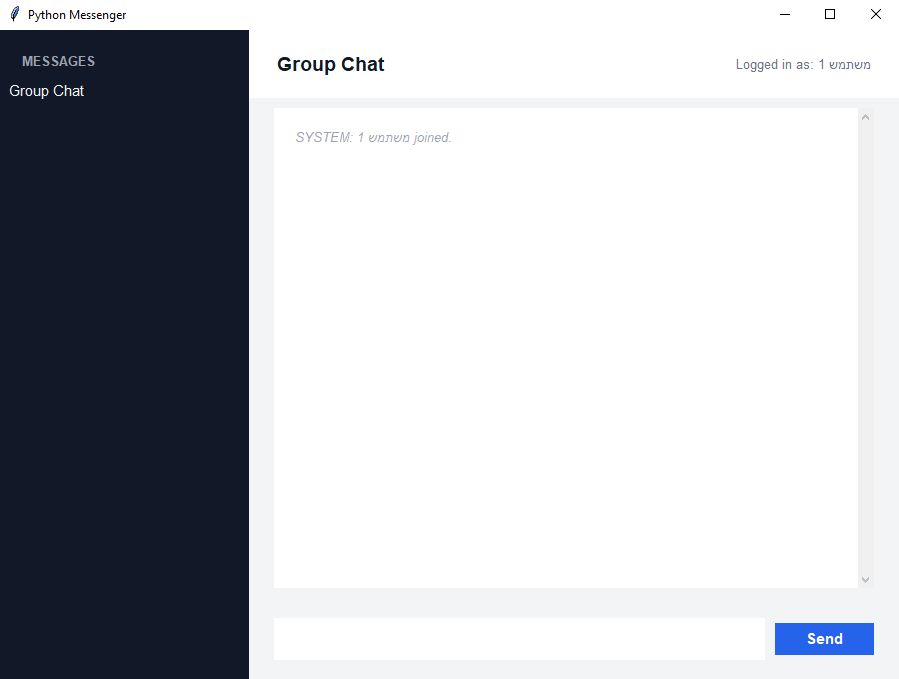 Python Messenger
MESSAGES
Group Chat
Group Chat
Logged in as: משתמש 1
SYSTEM: משתמש 1 joined.
Send